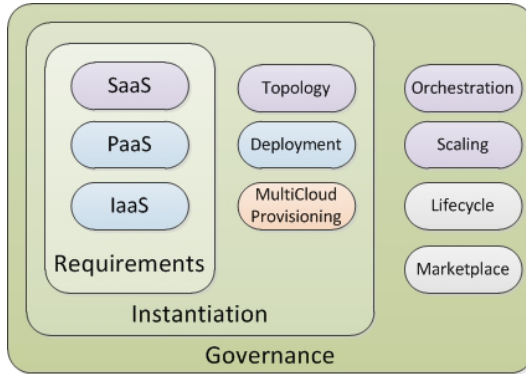 SaaS
PaaS
IaaS
Requirements
Topology
Deployment
MultiCloud
Provisioning
Instantiation
Orchestration
Scaling
Lifecycle
Marketplace
Governance